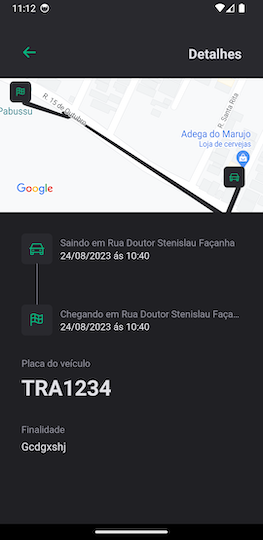 11:12
Detalhes
R. 15 de Outubro
Pabussu
R. Santa Rita
Adega do Marujo
Loja de cervejas
Google
Saindo em Rua Doutor Stenislau Façanha
24/08/2023 ás 10:40
Chegando em Rua Doutor Stenislau Faça...
24/08/2023 ás 10:40
Placa do veículo
TRA1234
Finalidade
Gcdgxshj